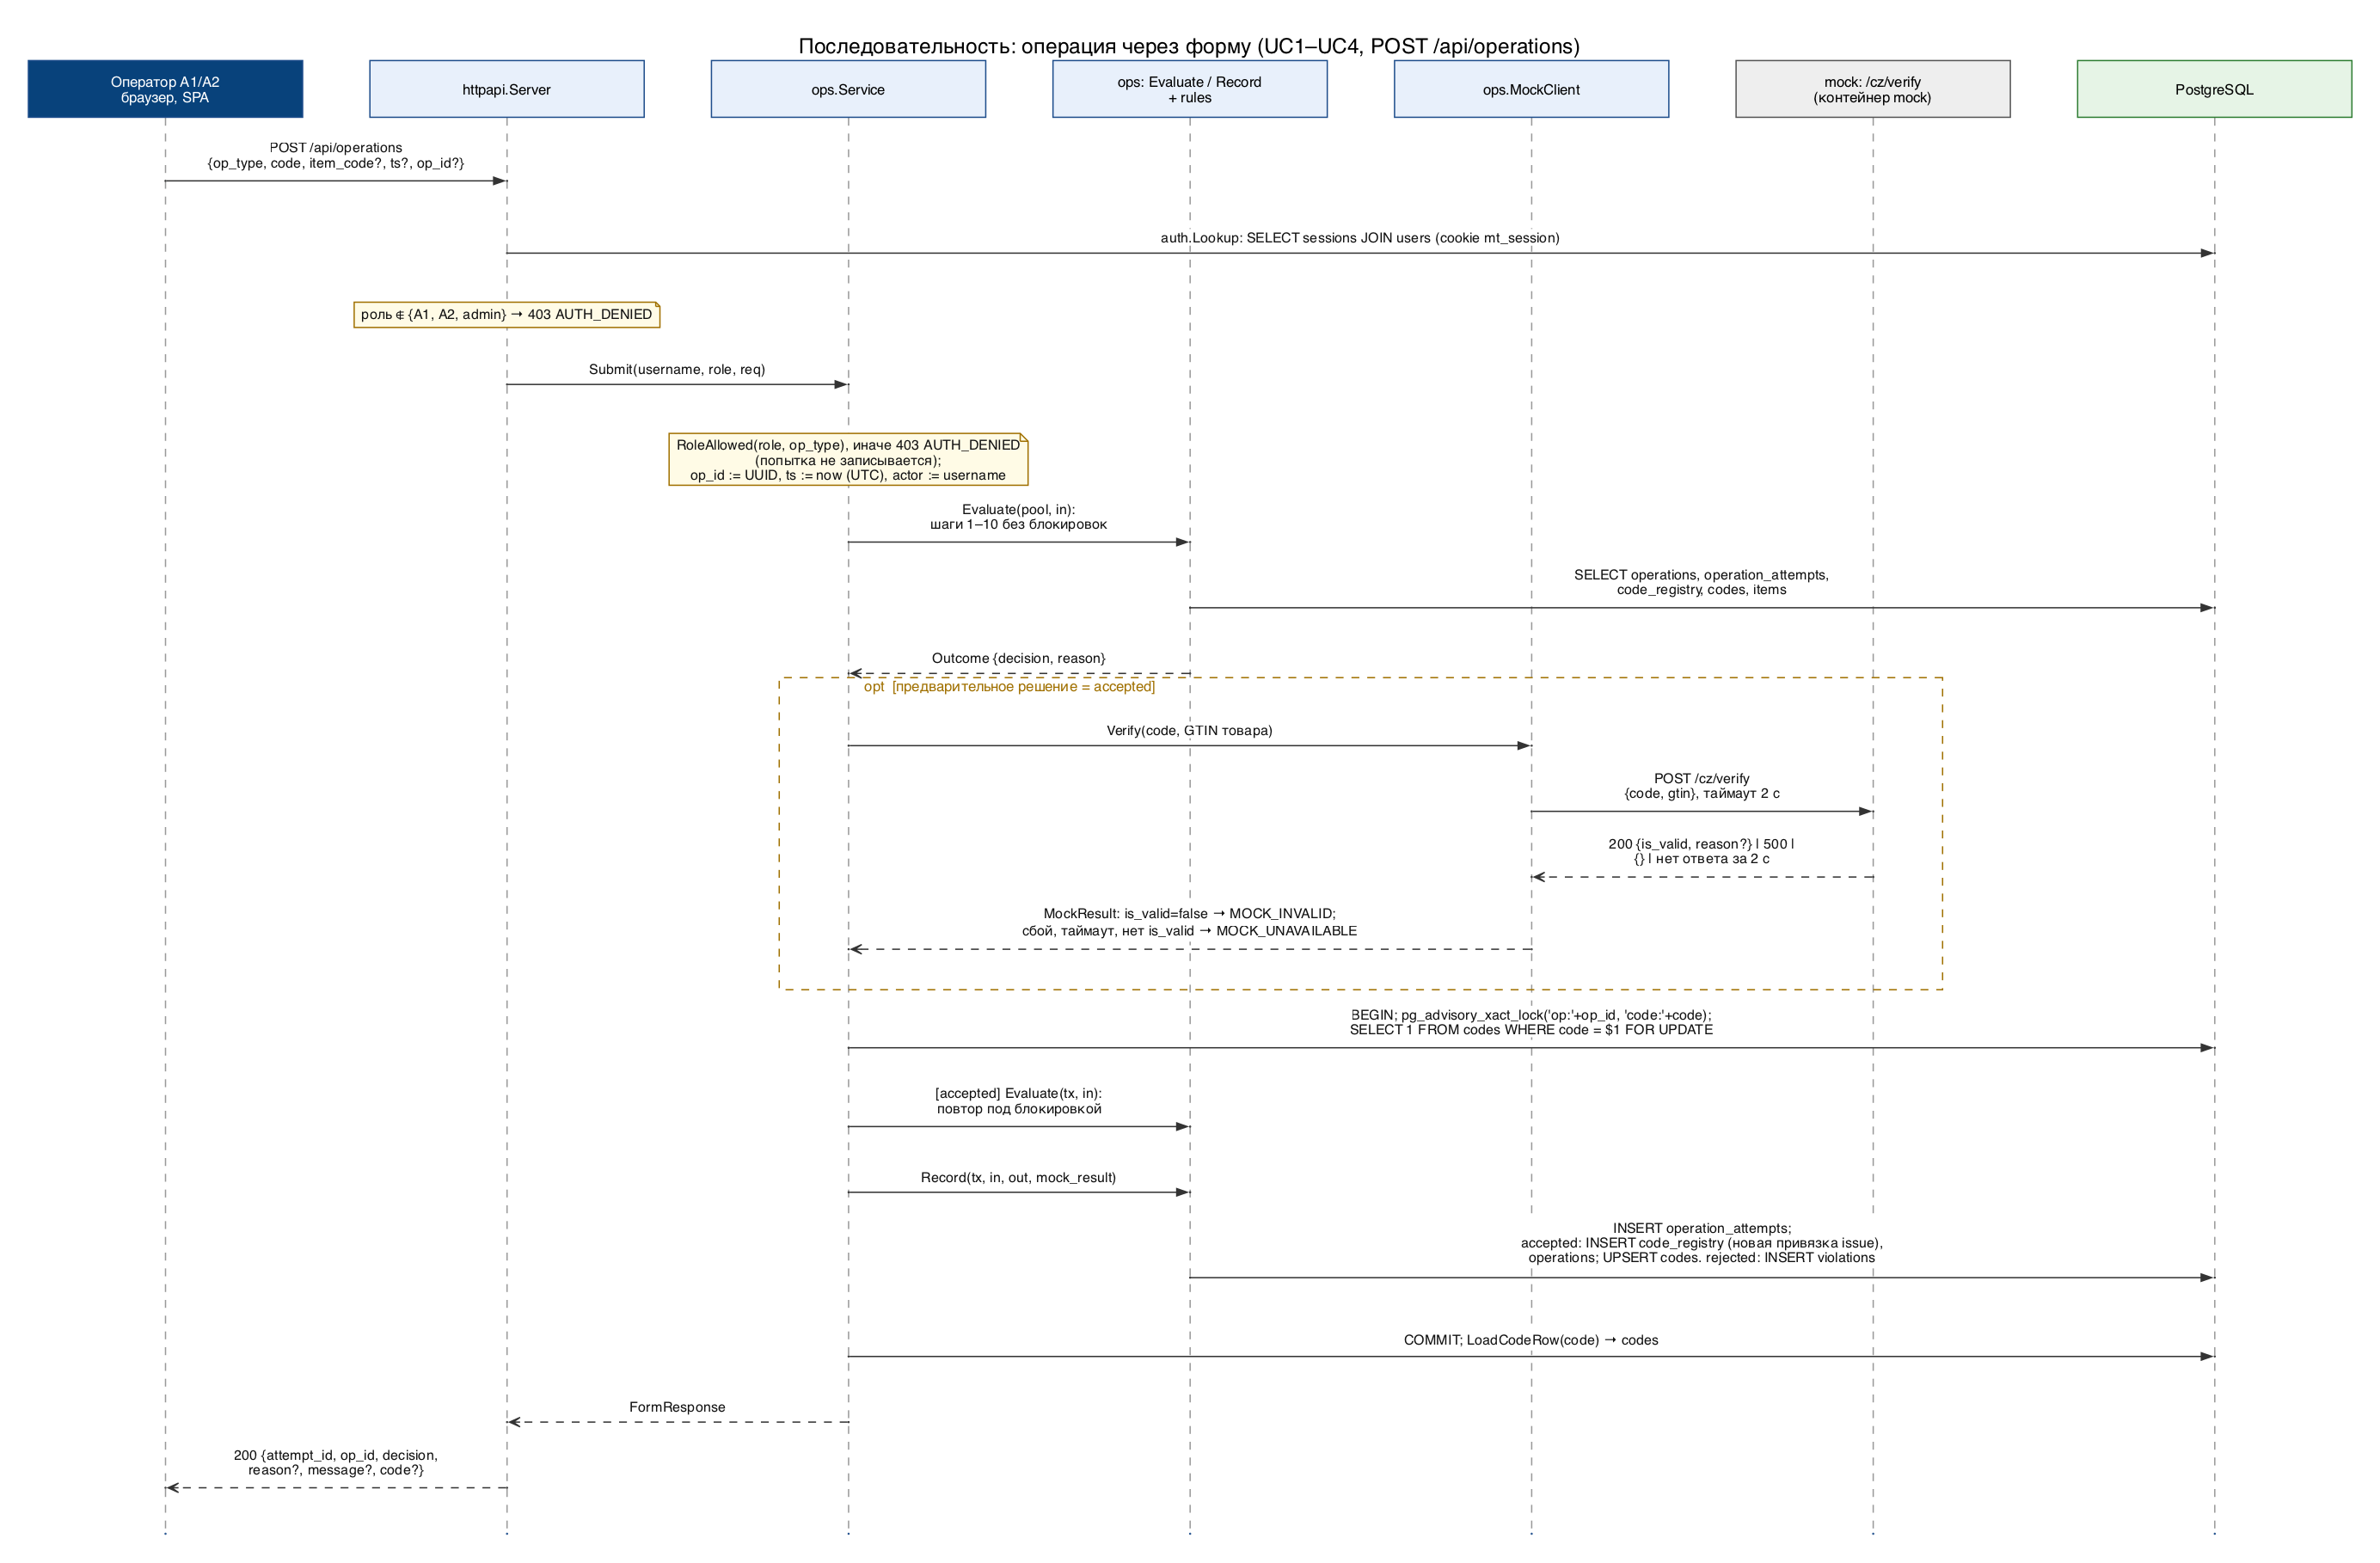 Последовательность: операция через форму (UC1–UC4, POST /api/operations)
Оператор A1/A2
браузер, SPA
httpapi.Server
ops.Service
ops: Evaluate / Record
+ rules
ops.MockClient
mock: /cz/verify
(контейнер mock)
PostgreSQL
POST /api/operations
{op_type, code, item_code?, ts?, op_id?}
auth.Lookup: SELECT sessions JOIN users (cookie mt_session)
роль ∉ {A1, A2, admin} → 403 AUTH_DENIED
Submit(username, role, req)
RoleAllowed(role, op_type), иначе 403 AUTH_DENIED
(попытка не записывается);
op_id := UUID, ts := now (UTC), actor := username
Evaluate(pool, in):
шаги 1–10 без блокировок
SELECT operations, operation_attempts,
code_registry, codes, items
Outcome {decision, reason}
opt [предварительное решение = accepted]
Verify(code, GTIN товара)
POST /cz/verify
{code, gtin}, таймаут 2 с
200 {is_valid, reason?} | 500 |
{} | нет ответа за 2 с
MockResult: is_valid=false → MOCK_INVALID;
сбой, таймаут, нет is_valid → MOCK_UNAVAILABLE
BEGIN; pg_advisory_xact_lock('op:'+op_id, 'code:'+code);
SELECT 1 FROM codes WHERE code = $1 FOR UPDATE
[accepted] Evaluate(tx, in):
повтор под блокировкой
Record(tx, in, out, mock_result)
INSERT operation_attempts;
accepted: INSERT code_registry (новая привязка issue),
operations; UPSERT codes. rejected: INSERT violations
COMMIT; LoadCodeRow(code) → codes
FormResponse
200 {attempt_id, op_id, decision,
reason?, message?, code?}